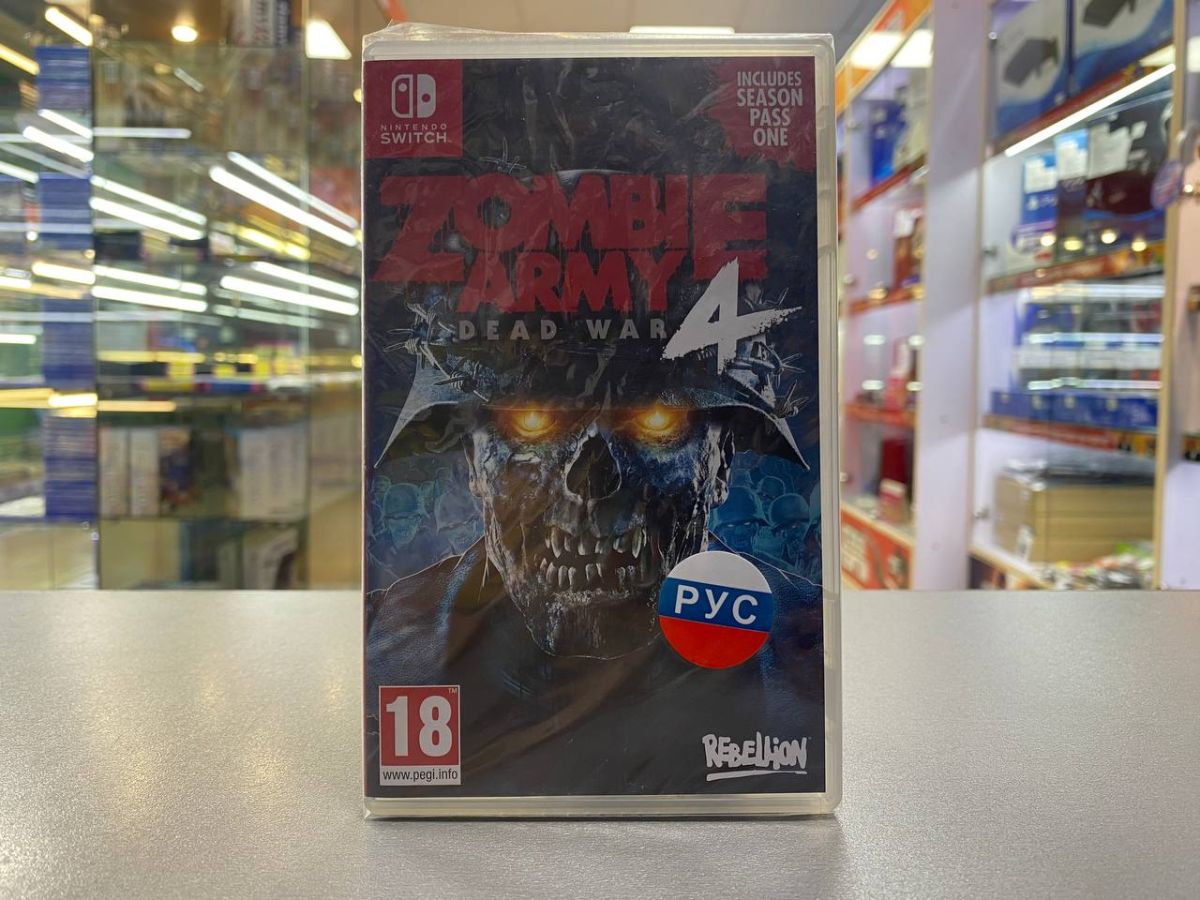 NINTENDO
SWITCH
INCLUDES
SEASON
PASS
ONE
ZOMBIE
ARMY
DEAD WAR 4
РУС
18
www.pegi.info
REBELLION